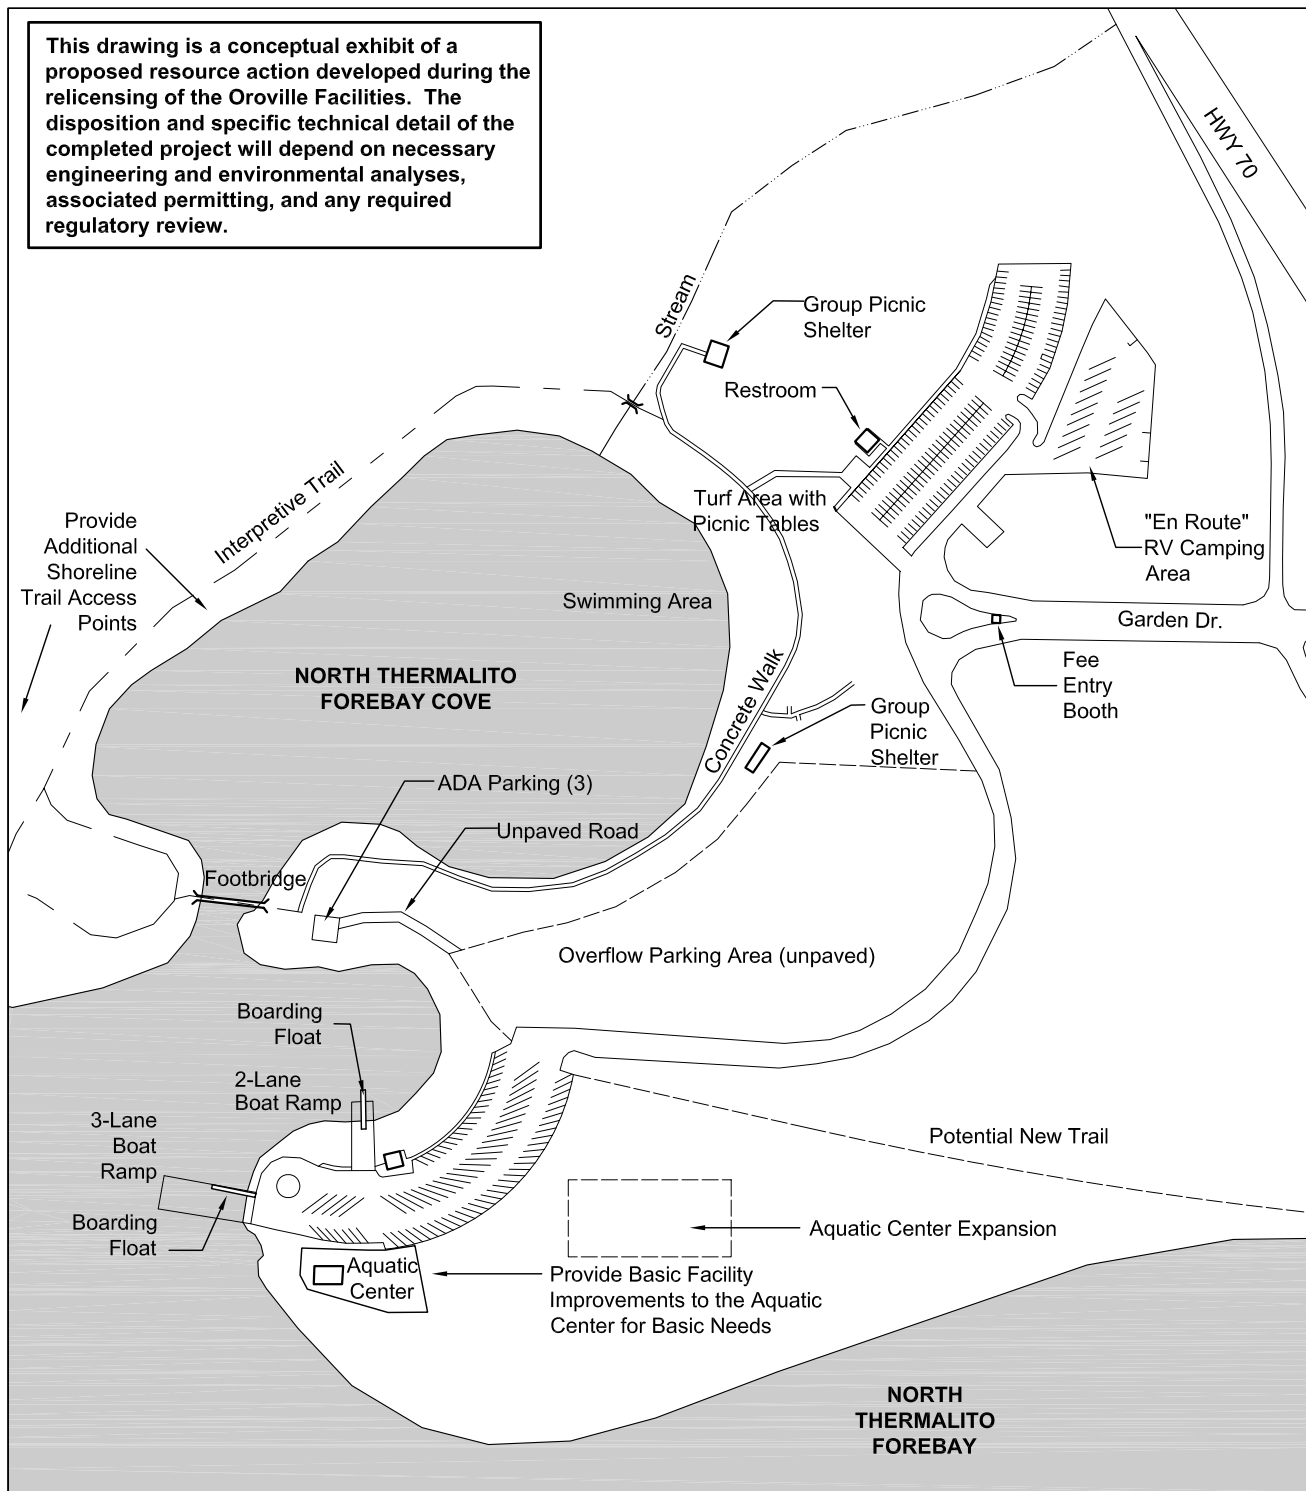 This drawing is a conceptual exhibit of a
proposed resource action developed during the
relicensing of the Oroville Facilities. The
disposition and specific technical detail of the
completed project will depend on necessary
engineering and environmental analyses,
associated permitting, and any required
regulatory review.
HWY 70
Stream
Group Picnic
Shelter
Restroom
Interpretive Trail
Turf Area with
Picnic Tables
Provide
Additional
Shoreline
Trail Access
Points
"En Route"
RV Camping
Area
Swimming Area
Garden Dr.
NORTH THERMALITO
FOREBAY COVE
Fee
Entry
Booth
Concrete Walk
Group
Picnic
Shelter
ADA Parking (3)
Unpaved Road
Footbridge
Overflow Parking Area (unpaved)
Boarding
Float
2-Lane
Boat Ramp
3-Lane
Boat
Ramp
Potential New Trail
Boarding
Float
Aquatic Center Expansion
Aquatic
Center
Provide Basic Facility
Improvements to the Aquatic
Center for Basic Needs
NORTH
THERMALITO
FOREBAY